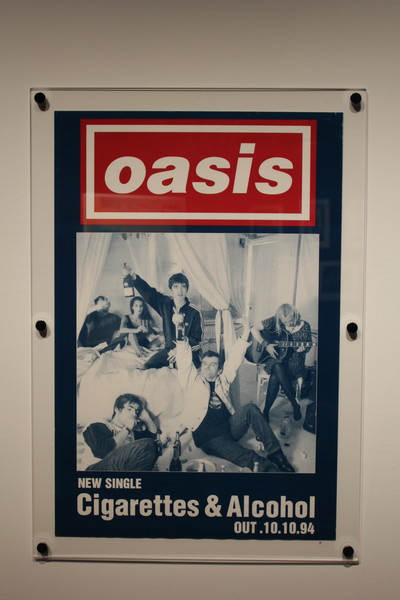 oasis
NEW SINGLE
Cigarettes & Alcohol
OUT .10.10.94